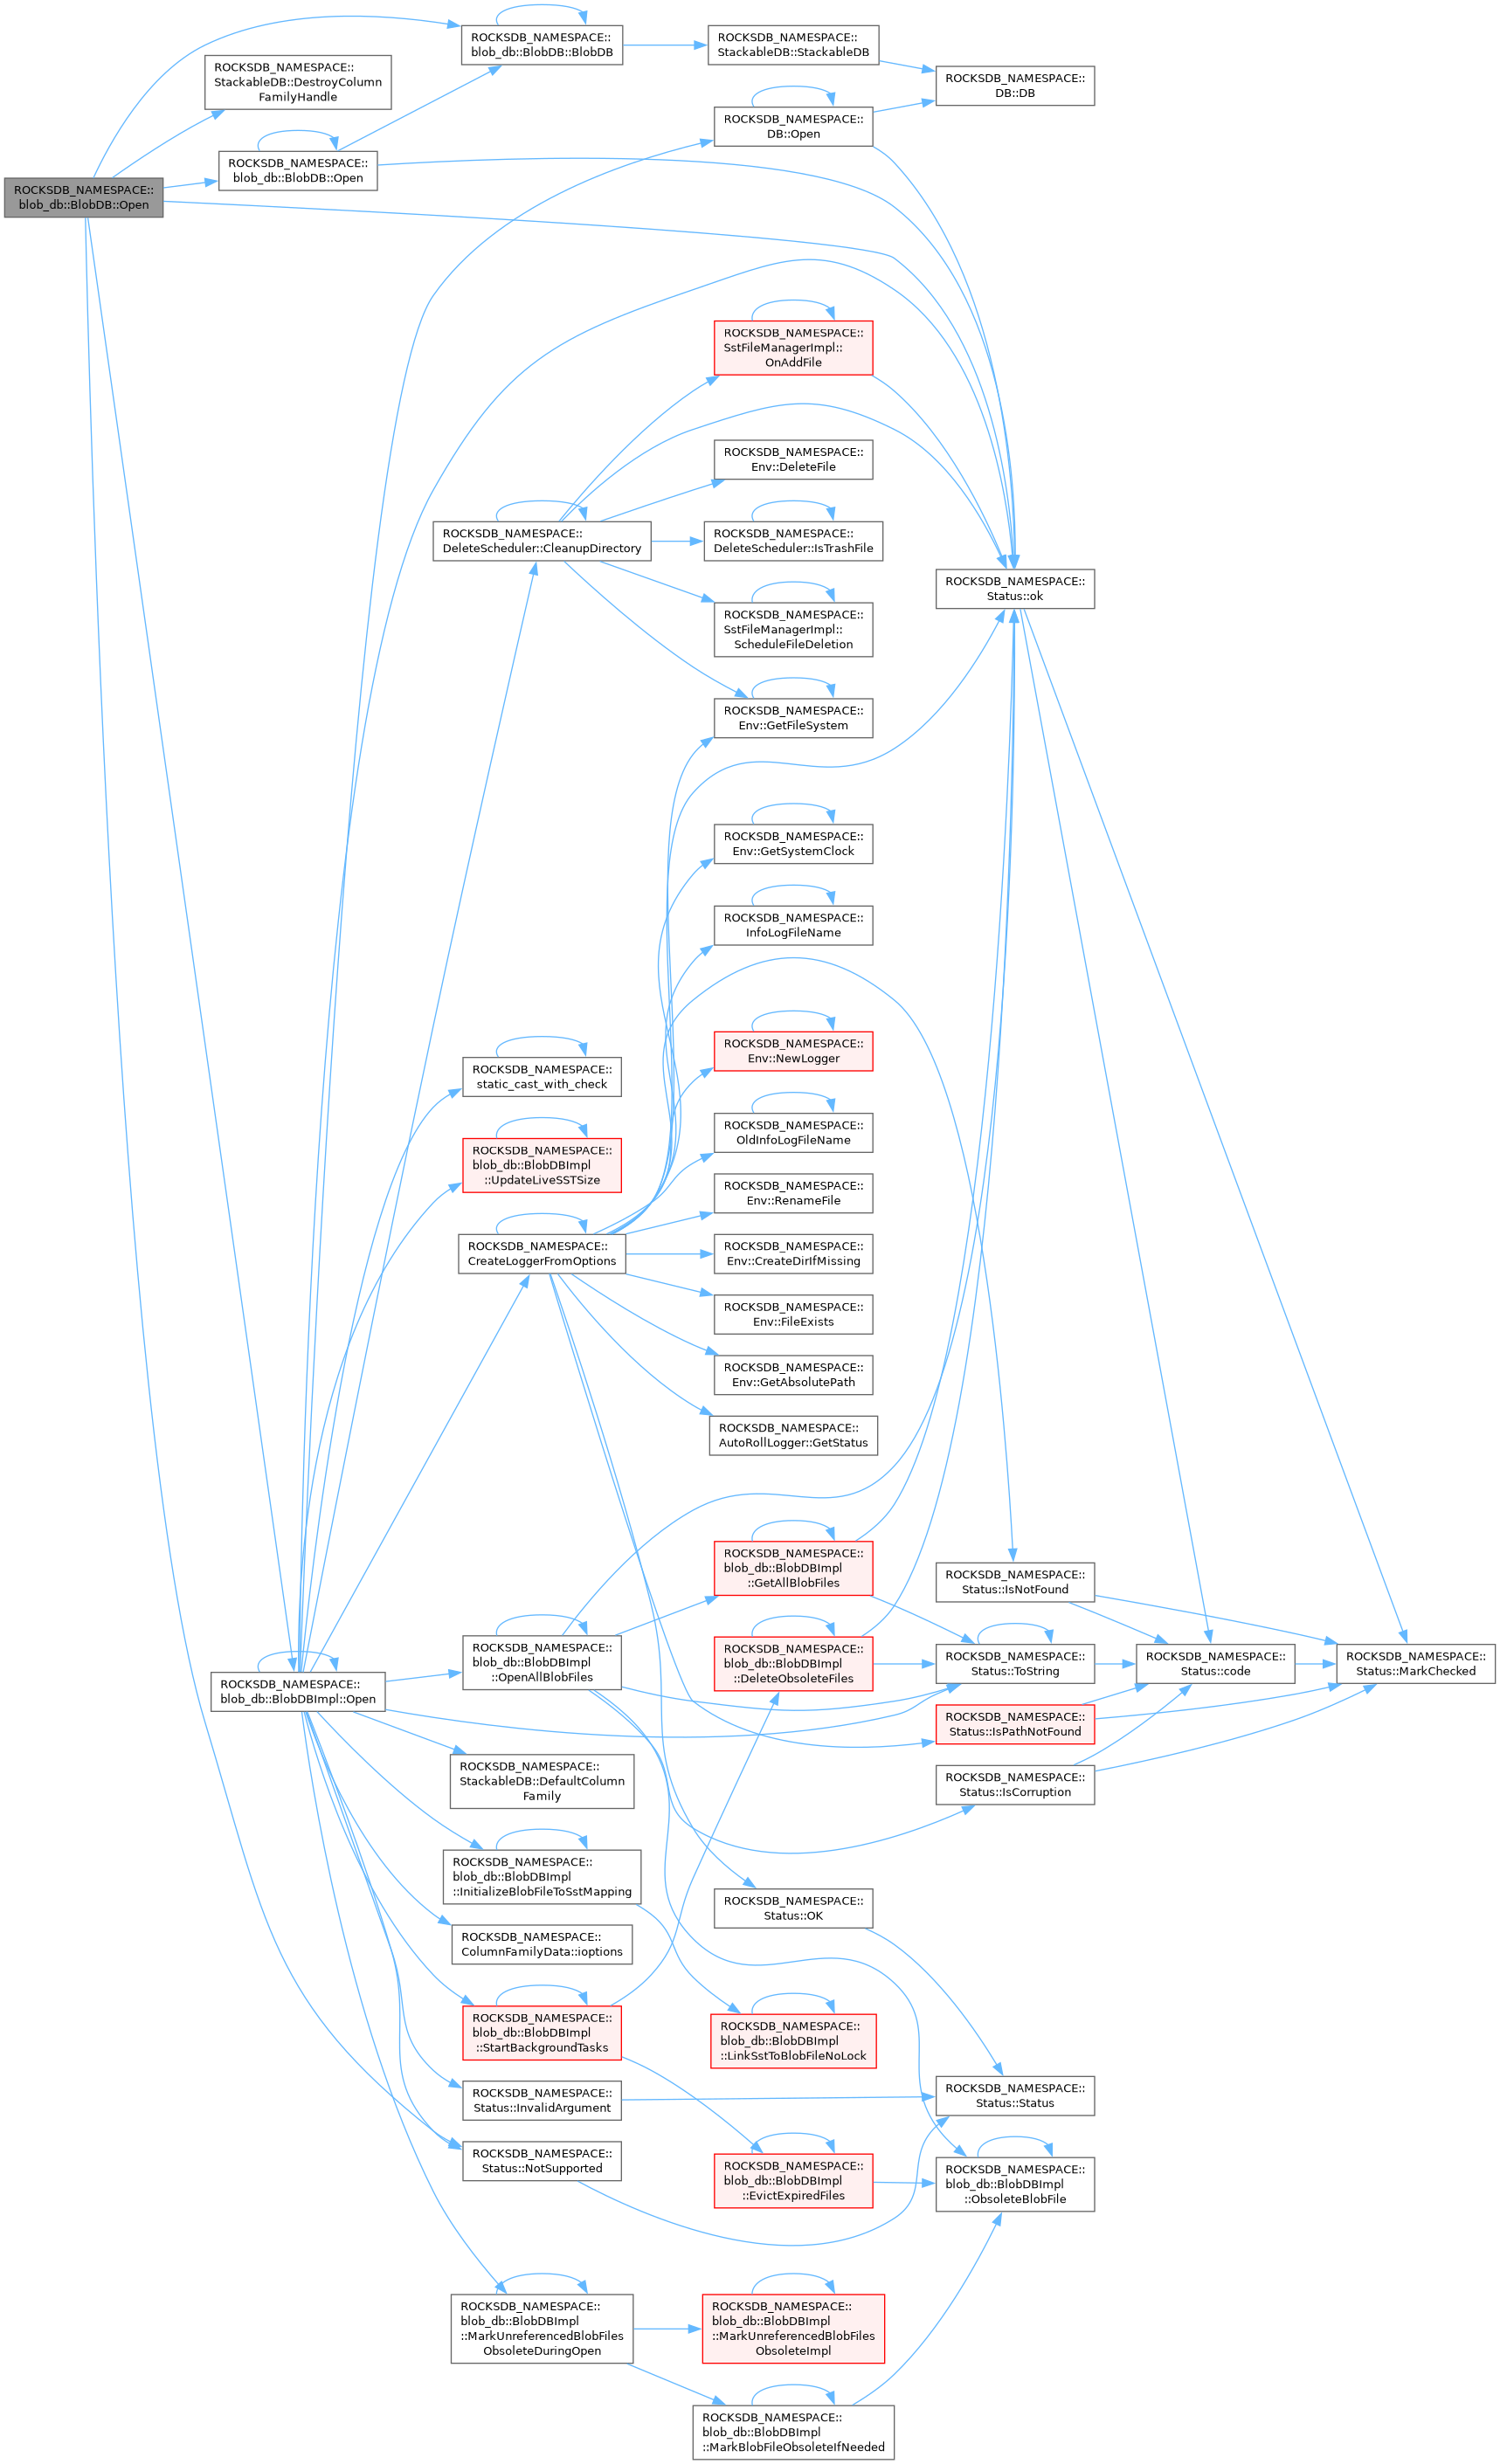 ROCKSDB_NAMESPACE::
blob_db::BlobDB::Open
ROCKSDB_NAMESPACE::
blob_db::BlobDB::BlobDB
ROCKSDB_NAMESPACE::
StackableDB::StackableDB
ROCKSDB_NAMESPACE::
DB::DB
ROCKSDB_NAMESPACE::
StackableDB::DestroyColumn
FamilyHandle
ROCKSDB_NAMESPACE::
blob_db::BlobDB::Open
ROCKSDB_NAMESPACE::
DB::Open
ROCKSDB_NAMESPACE::
SstFileManagerImpl::
OnAddFile
ROCKSDB_NAMESPACE::
Env::DeleteFile
ROCKSDB_NAMESPACE::
DeleteScheduler::CleanupDirectory
ROCKSDB_NAMESPACE::
DeleteScheduler::IsTrashFile
ROCKSDB_NAMESPACE::
Status::ok
ROCKSDB_NAMESPACE::
SstFileManagerImpl::
ScheduleFileDeletion
ROCKSDB_NAMESPACE::
Env::GetFileSystem
ROCKSDB_NAMESPACE::
Env::GetSystemClock
ROCKSDB_NAMESPACE::
InfoLogFileName
ROCKSDB_NAMESPACE::
Env::NewLogger
ROCKSDB_NAMESPACE::
static_cast_with_check
ROCKSDB_NAMESPACE::
OldInfoLogFileName
ROCKSDB_NAMESPACE::
blob_db::BlobDBImpl
::UpdateLiveSSTSize
ROCKSDB_NAMESPACE::
Env::RenameFile
ROCKSDB_NAMESPACE::
CreateLoggerFromOptions
ROCKSDB_NAMESPACE::
Env::CreateDirIfMissing
ROCKSDB_NAMESPACE::
Env::FileExists
ROCKSDB_NAMESPACE::
Env::GetAbsolutePath
ROCKSDB_NAMESPACE::
AutoRollLogger::GetStatus
ROCKSDB_NAMESPACE::
blob_db::BlobDBImpl
::GetAllBlobFiles
ROCKSDB_NAMESPACE::
Status::IsNotFound
ROCKSDB_NAMESPACE::
blob_db::BlobDBImpl::Open
ROCKSDB_NAMESPACE::
blob_db::BlobDBImpl
::OpenAllBlobFiles
ROCKSDB_NAMESPACE::
blob_db::BlobDBImpl
::DeleteObsoleteFiles
ROCKSDB_NAMESPACE::
Status::ToString
ROCKSDB_NAMESPACE::
Status::code
ROCKSDB_NAMESPACE::
Status::MarkChecked
ROCKSDB_NAMESPACE::
Status::IsPathNotFound
ROCKSDB_NAMESPACE::
StackableDB::DefaultColumn
Family
ROCKSDB_NAMESPACE::
Status::IsCorruption
ROCKSDB_NAMESPACE::
blob_db::BlobDBImpl
::InitializeBlobFileToSstMapping
ROCKSDB_NAMESPACE::
Status::OK
ROCKSDB_NAMESPACE::
ColumnFamilyData::ioptions
ROCKSDB_NAMESPACE::
blob_db::BlobDBImpl
::StartBackgroundTasks
ROCKSDB_NAMESPACE::
blob_db::BlobDBImpl
::LinkSstToBlobFileNoLock
ROCKSDB_NAMESPACE::
Status::InvalidArgument
ROCKSDB_NAMESPACE::
Status::Status
ROCKSDB_NAMESPACE::
Status::NotSupported
ROCKSDB_NAMESPACE::
blob_db::BlobDBImpl
::EvictExpiredFiles
ROCKSDB_NAMESPACE::
blob_db::BlobDBImpl
::ObsoleteBlobFile
ROCKSDB_NAMESPACE::
blob_db::BlobDBImpl
::MarkUnreferencedBlobFiles
ObsoleteDuringOpen
ROCKSDB_NAMESPACE::
blob_db::BlobDBImpl
::MarkUnreferencedBlobFiles
ObsoleteImpl
ROCKSDB_NAMESPACE::
blob_db::BlobDBImpl
::MarkBlobFileObsoleteIfNeeded